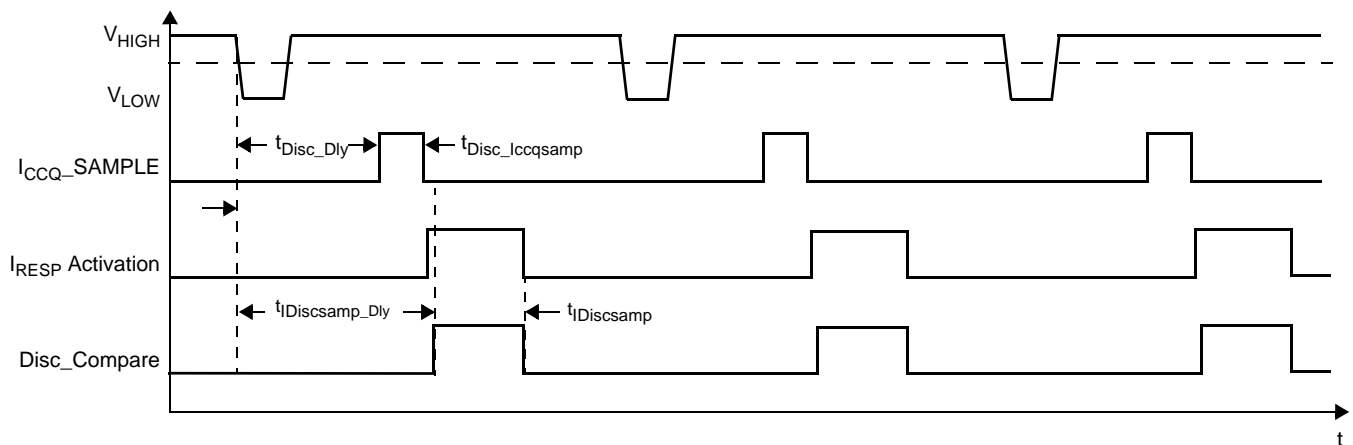 V_HIGH
V_LOW
t_Disc_Dly
t_Disc_Iccqsamp
I_CCQ_SAMPLE
I_RESP Activation
t_IDiscsamp_Dly
t_IDiscsamp
Disc_Compare
t